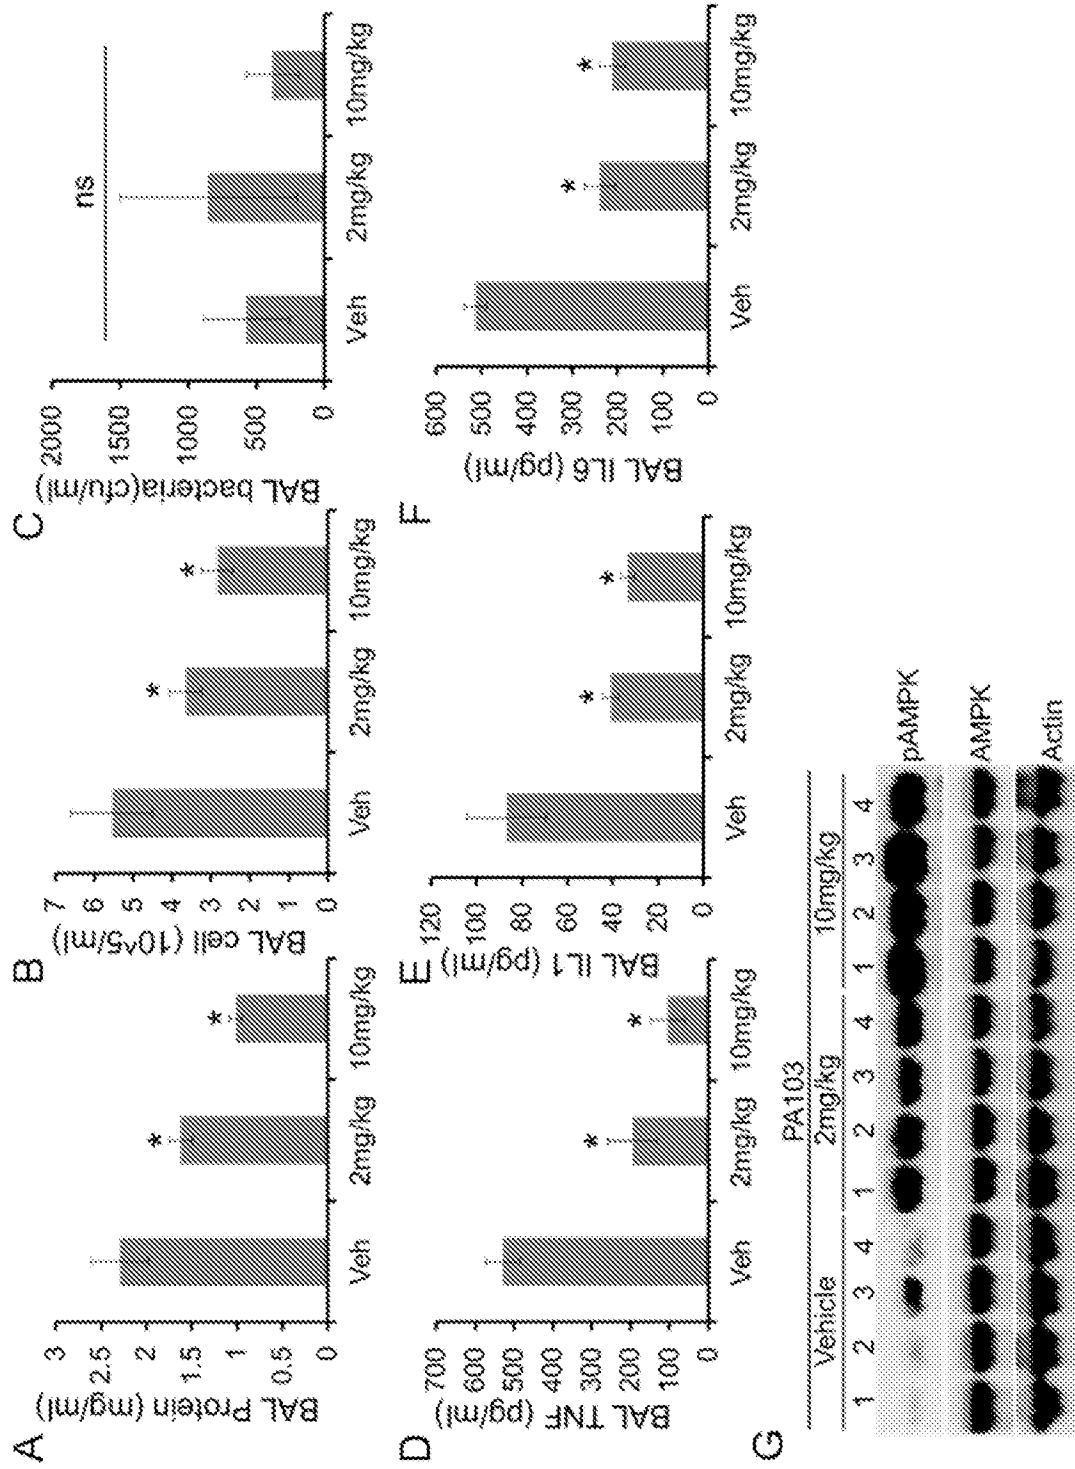 A
BAL Protein (mg/ml)
3
2.5
2
1.5
1
0.5
0
Veh 2mg/kg 10mg/kg
*
*
B
BAL cell (10^5/ml)
7
6
5
4
3
2
1
0
Veh 2mg/kg 10mg/kg
*
*
C
BAL bacteria(cfu/ml)
2000
1500
1000
500
0
Veh 2mg/kg 10mg/kg
ns
D
BAL TNF (pg/ml)
700
600
500
400
300
200
100
0
Veh 2mg/kg 10mg/kg
*
*
E
BAL IL1 (pg/ml)
120
100
80
60
40
20
0
Veh 2mg/kg 10mg/kg
*
*
F
BAL IL6 (pg/ml)
600
500
400
300
200
100
0
Veh 2mg/kg 10mg/kg
*
*
G
PA103
Vehicle 2mg/kg 10mg/kg
1 2 3 4 1 2 3 4 1 2 3 4
pAMPK
AMPK
Actin